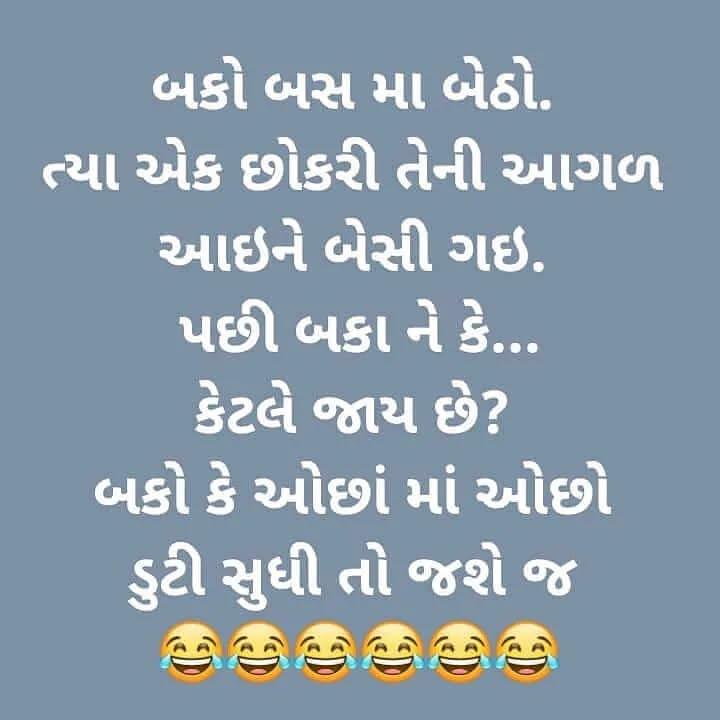 બકો બસ મા બેઠો.
ત્યા એક છોકરી તેની આગળ
આઇને બેસી ગઇ.
પછી બકા ને કે...
કેટલે જાય છે?
બકો કે ઓછાં માં ઓછો
ડુટી સુધી તો જશે જ
😂😂😂😂😂😂